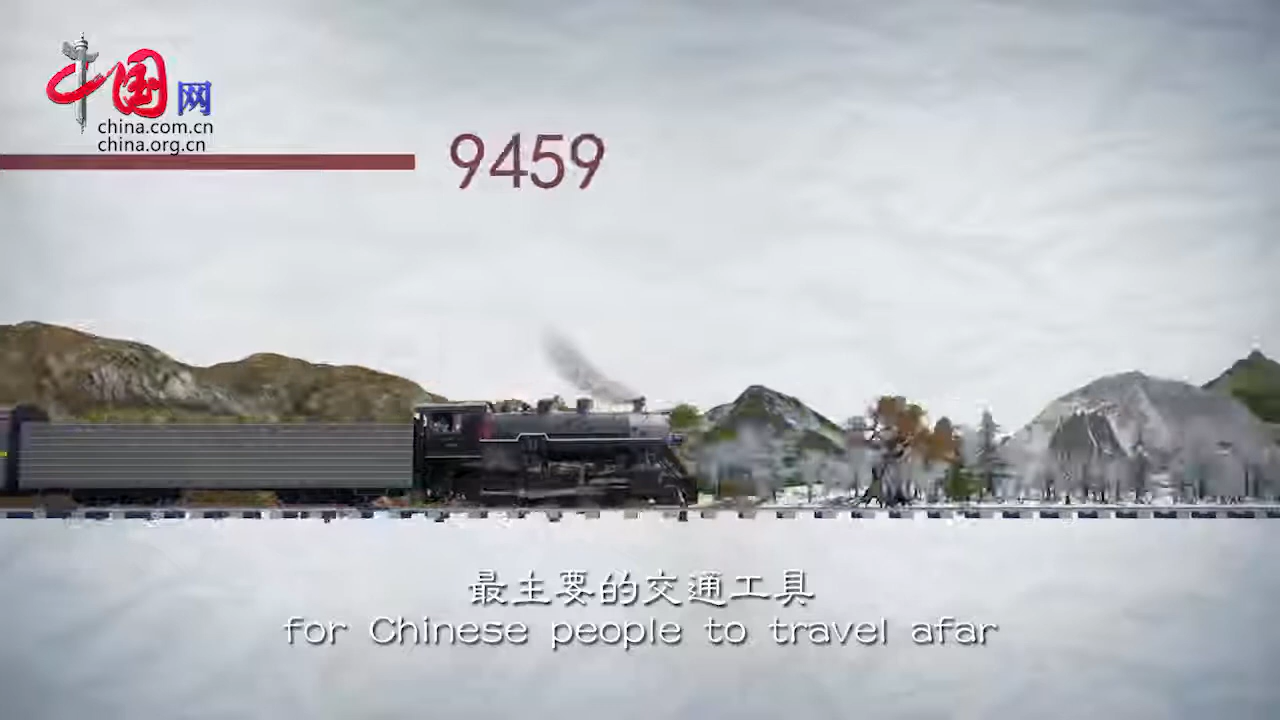 中国网
china.com.cn
china.org.cn
9459
最主要的交通工具
for Chinese people to travel afar